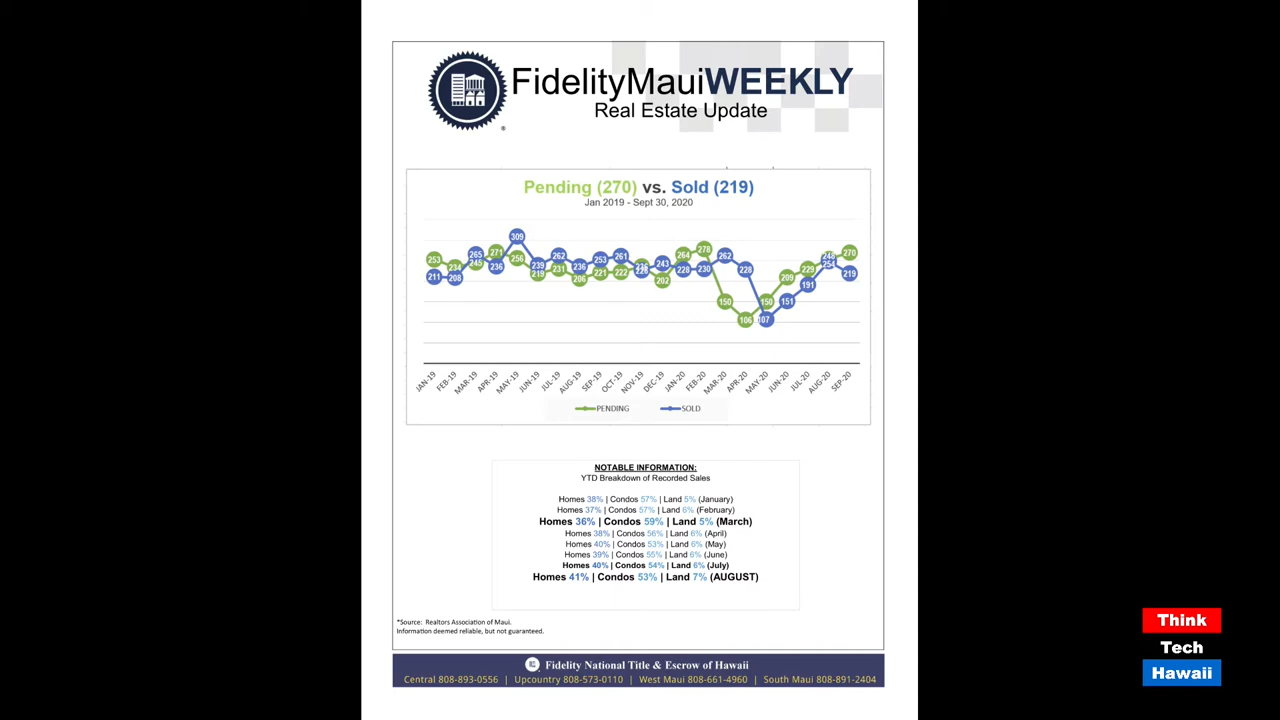 FidelityMauiWEEKLY
Real Estate Update
®
Pending (270) vs. Sold (219)
Jan 2019 - Sept 30, 2020
253 234 245 271 256 219 231 206 221 222 202 264 278 150 106 150 209 229 248 270
211 208 265 236 309 239 262 236 253 261 243 228 230 262 228 107 151 191 254 219
JAN-19 FEB-19 MAR-19 APR-19 MAY-19 JUN-19 JUL-19 AUG-19 SEP-19 OCT-19 NOV-19 DEC-19 JAN-20 FEB-20 MAR-20 APR-20 MAY-20 JUN-20 JUL-20 AUG-20 SEP-20
PENDING SOLD
NOTABLE INFORMATION:
YTD Breakdown of Recorded Sales
Homes 38% | Condos 57% | Land 5% (January)
Homes 37% | Condos 57% | Land 6% (February)
Homes 36% | Condos 59% | Land 5% (March)
Homes 38% | Condos 56% | Land 6% (April)
Homes 40% | Condos 53% | Land 6% (May)
Homes 39% | Condos 55% | Land 6% (June)
Homes 40% | Condos 54% | Land 6% (July)
Homes 41% | Condos 53% | Land 7% (AUGUST)
*Source: Realtors Association of Maui.
Information deemed reliable, but not guaranteed.
Fidelity National Title & Escrow of Hawaii
Central 808-893-0556 | Upcountry 808-573-0110 | West Maui 808-661-4960 | South Maui 808-891-2404
Think
Tech
Hawaii